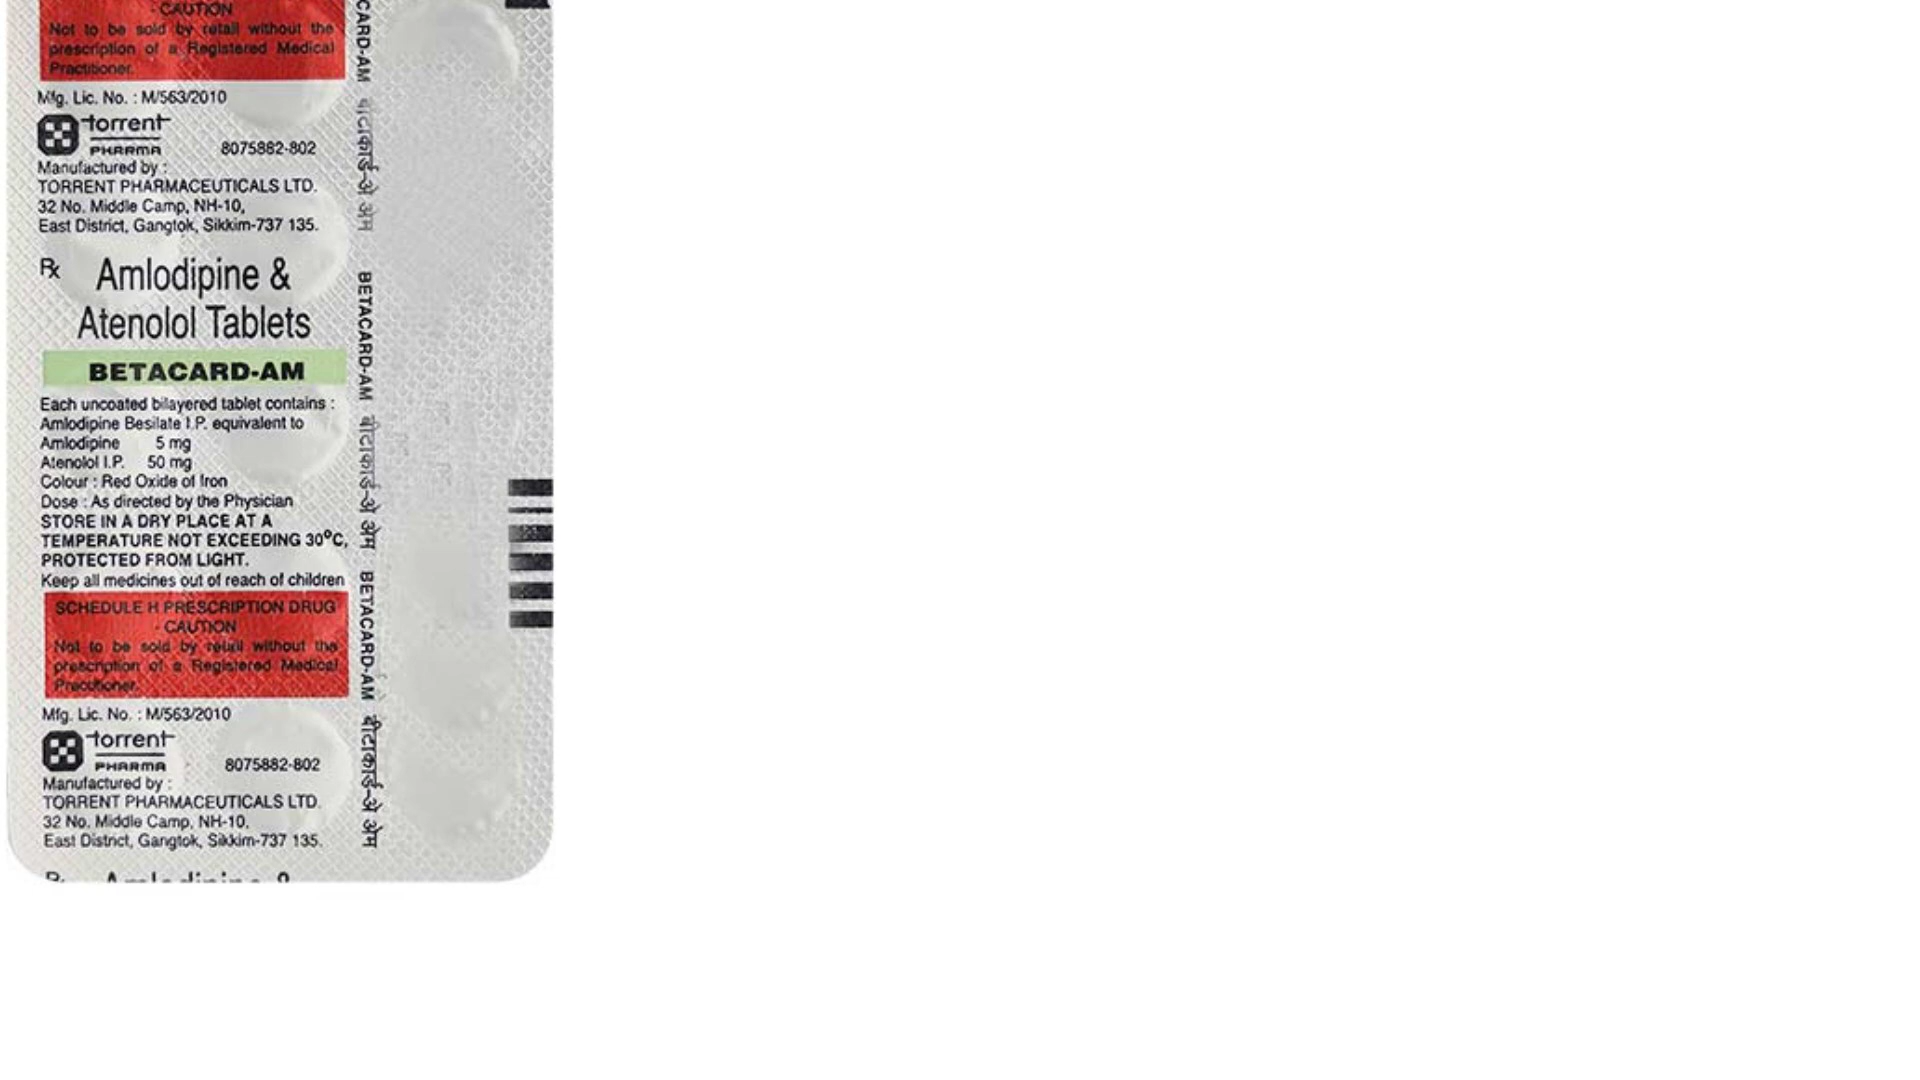 CAUTION
Not to be sold by retail without the
prescription of a Registered Medical
Practitioner.
Mfg. Lic. No. : M/563/2010
torrent
PHARMA
8075882-802
Manufactured by :
TORRENT PHARMACEUTICALS LTD.
32 No. Middle Camp, NH-10,
East District, Gangtok, Sikkim-737 135.
Rx Amlodipine &
Atenolol Tablets
BETACARD-AM
Each uncoated bilayered tablet contains :
Amlodipine Besilate I.P. equivalent to
Amlodipine 5 mg
Atenolol I.P. 50 mg
Colour : Red Oxide of Iron
Dose : As directed by the Physician
STORE IN A DRY PLACE AT A
TEMPERATURE NOT EXCEEDING 30°C,
PROTECTED FROM LIGHT.
Keep all medicines out of reach of children
SCHEDULE H PRESCRIPTION DRUG
- CAUTION
Not to be sold by retail without the
prescription of a Registered Medical
Practitioner.
Mfg. Lic. No. : M/563/2010
torrent
PHARMA
8075882-802
Manufactured by :
TORRENT PHARMACEUTICALS LTD.
32 No. Middle Camp, NH-10,
East District, Gangtok, Sikkim-737 135.
CARD-AM बीटाकार्ड-अे अेम BETACARD-AM बीटाकार्ड-अे अेम BETACARD-AM बीटाकार्ड-अे अेम